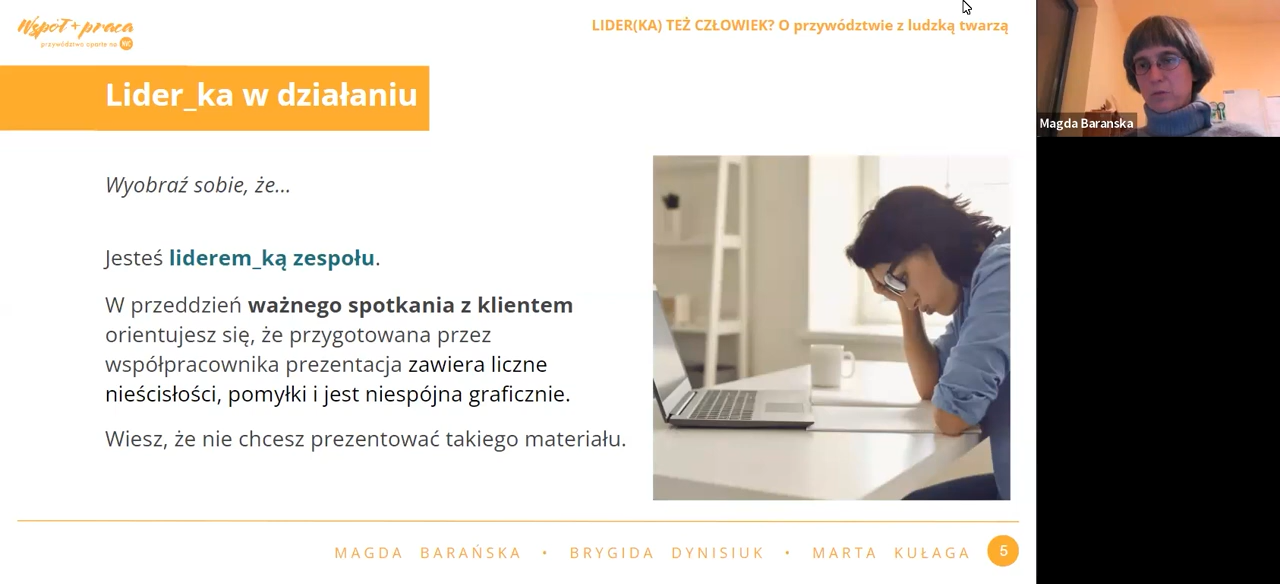 Współ+praca
przywództwo oparte na NVC
LIDER(KA) TEŻ CZŁOWIEK? O przywództwie z ludzką twarzą
Magda Baranska
Lider_ka w działaniu
Wyobraź sobie, że...
Jesteś liderem_ką zespołu.
W przeddzień ważnego spotkania z klientem
orientujesz się, że przygotowana przez
współpracownika prezentacja zawiera liczne
nieścisłości, pomyłki i jest niespójna graficznie.
Wiesz, że nie chcesz prezentować takiego materiału.
MAGDA BARAŃSKA • BRYGIDA DYNISIUK • MARTA KUŁAGA
5